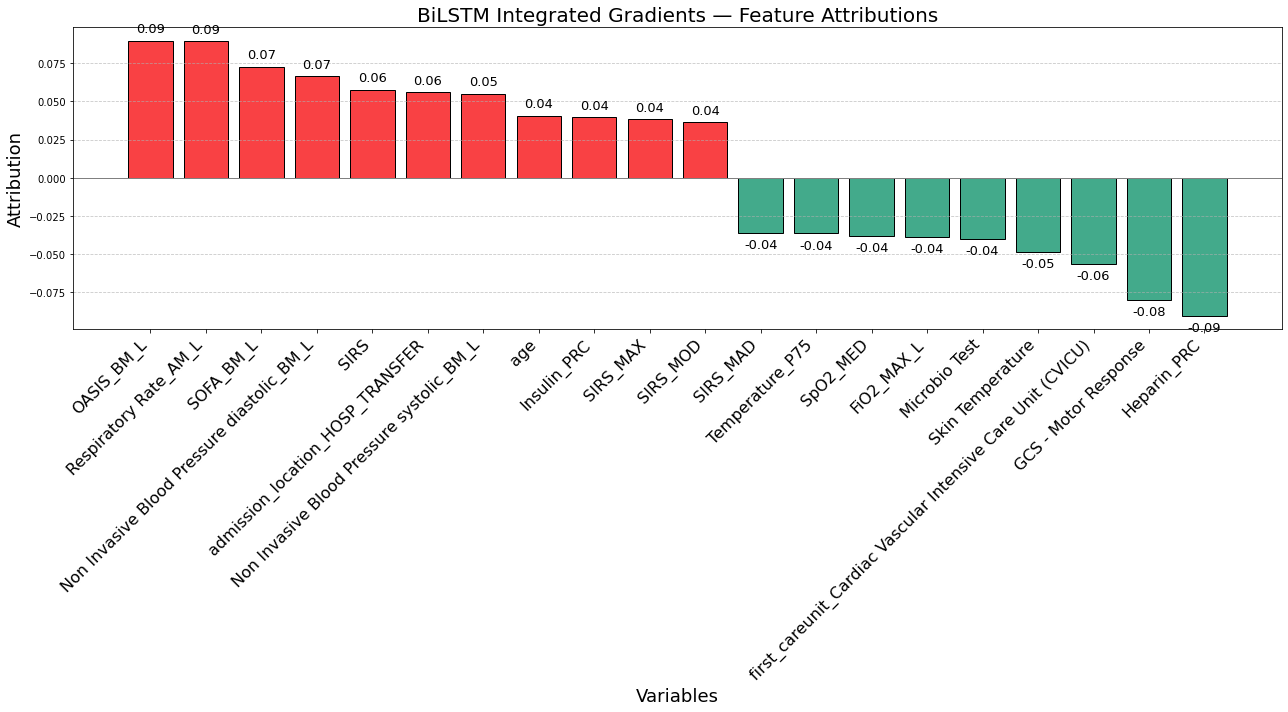 BiLSTM Integrated Gradients — Feature Attributions
Attribution
0.075
0.050
0.025
0.000
−0.025
−0.050
−0.075
0.09
0.09
0.07
0.07
0.06
0.06
0.05
0.04
0.04
0.04
0.04
-0.04
-0.04
-0.04
-0.04
-0.04
-0.05
-0.06
-0.08
-0.09
OASIS_BM_L
Respiratory Rate_AM_L
SOFA_BM_L
Non Invasive Blood Pressure diastolic_BM_L
SIRS
admission_location_HOSP_TRANSFER
Non Invasive Blood Pressure systolic_BM_L
age
Insulin_PRC
SIRS_MAX
SIRS_MOD
SIRS_MAD
Temperature_P75
SpO2_MED
FiO2_MAX_L
Microbio Test
Skin Temperature
first_careunit_Cardiac Vascular Intensive Care Unit (CVICU)
GCS - Motor Response
Heparin_PRC
Variables